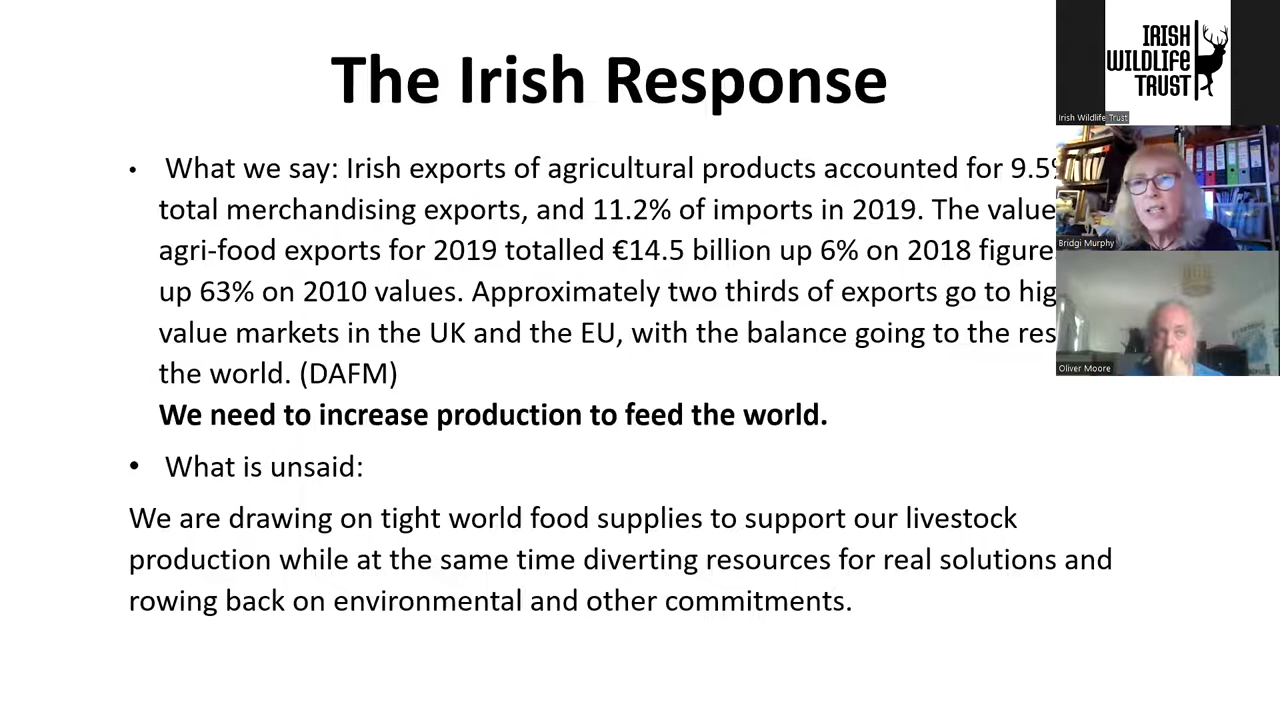 The Irish Response
• What we say: Irish exports of agricultural products accounted for 9.5%
total merchandising exports, and 11.2% of imports in 2019. The value
agri-food exports for 2019 totalled €14.5 billion up 6% on 2018 figure
up 63% on 2010 values. Approximately two thirds of exports go to hig
value markets in the UK and the EU, with the balance going to the res
the world. (DAFM)
We need to increase production to feed the world.
• What is unsaid:
We are drawing on tight world food supplies to support our livestock
production while at the same time diverting resources for real solutions and
rowing back on environmental and other commitments.
IRISH
WILDLIFE
TRUST
Irish Wildlife Trust
Bridgi Murphy
Oliver Moore